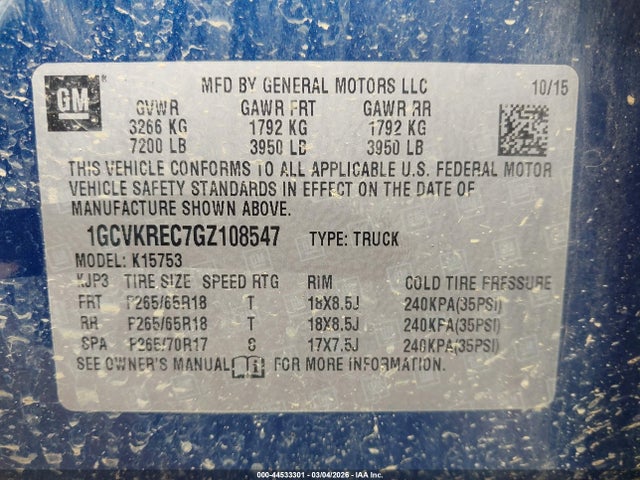 GM
MFD BY GENERAL MOTORS LLC 10/15
GVWR GAWR FRT GAWR RR
3266 KG 1792 KG 1792 KG
7200 LB 3950 LB 3950 LB
THIS VEHICLE CONFORMS TO ALL APPLICABLE U.S. FEDERAL MOTOR
VEHICLE SAFETY STANDARDS IN EFFECT ON THE DATE OF
MANUFACTURE SHOWN ABOVE.
1GCVKREC7GZ108547 TYPE: TRUCK
MODEL: K15753
KJP3 TIRE SIZE SPEED RTG RIM COLD TIRE PRESSURE
FRT P265/65R18 T 18X8.5J 240KPA(35PSI)
RR P265/65R18 T 18X8.5J 240KPA(35PSI)
SPA P265/70R17 S 17X7.5J 240KPA(35PSI)
SEE OWNER'S MANUAL FOR MORE INFORMATION.
000-44533301 - 03/04/2026 - IAA Inc.